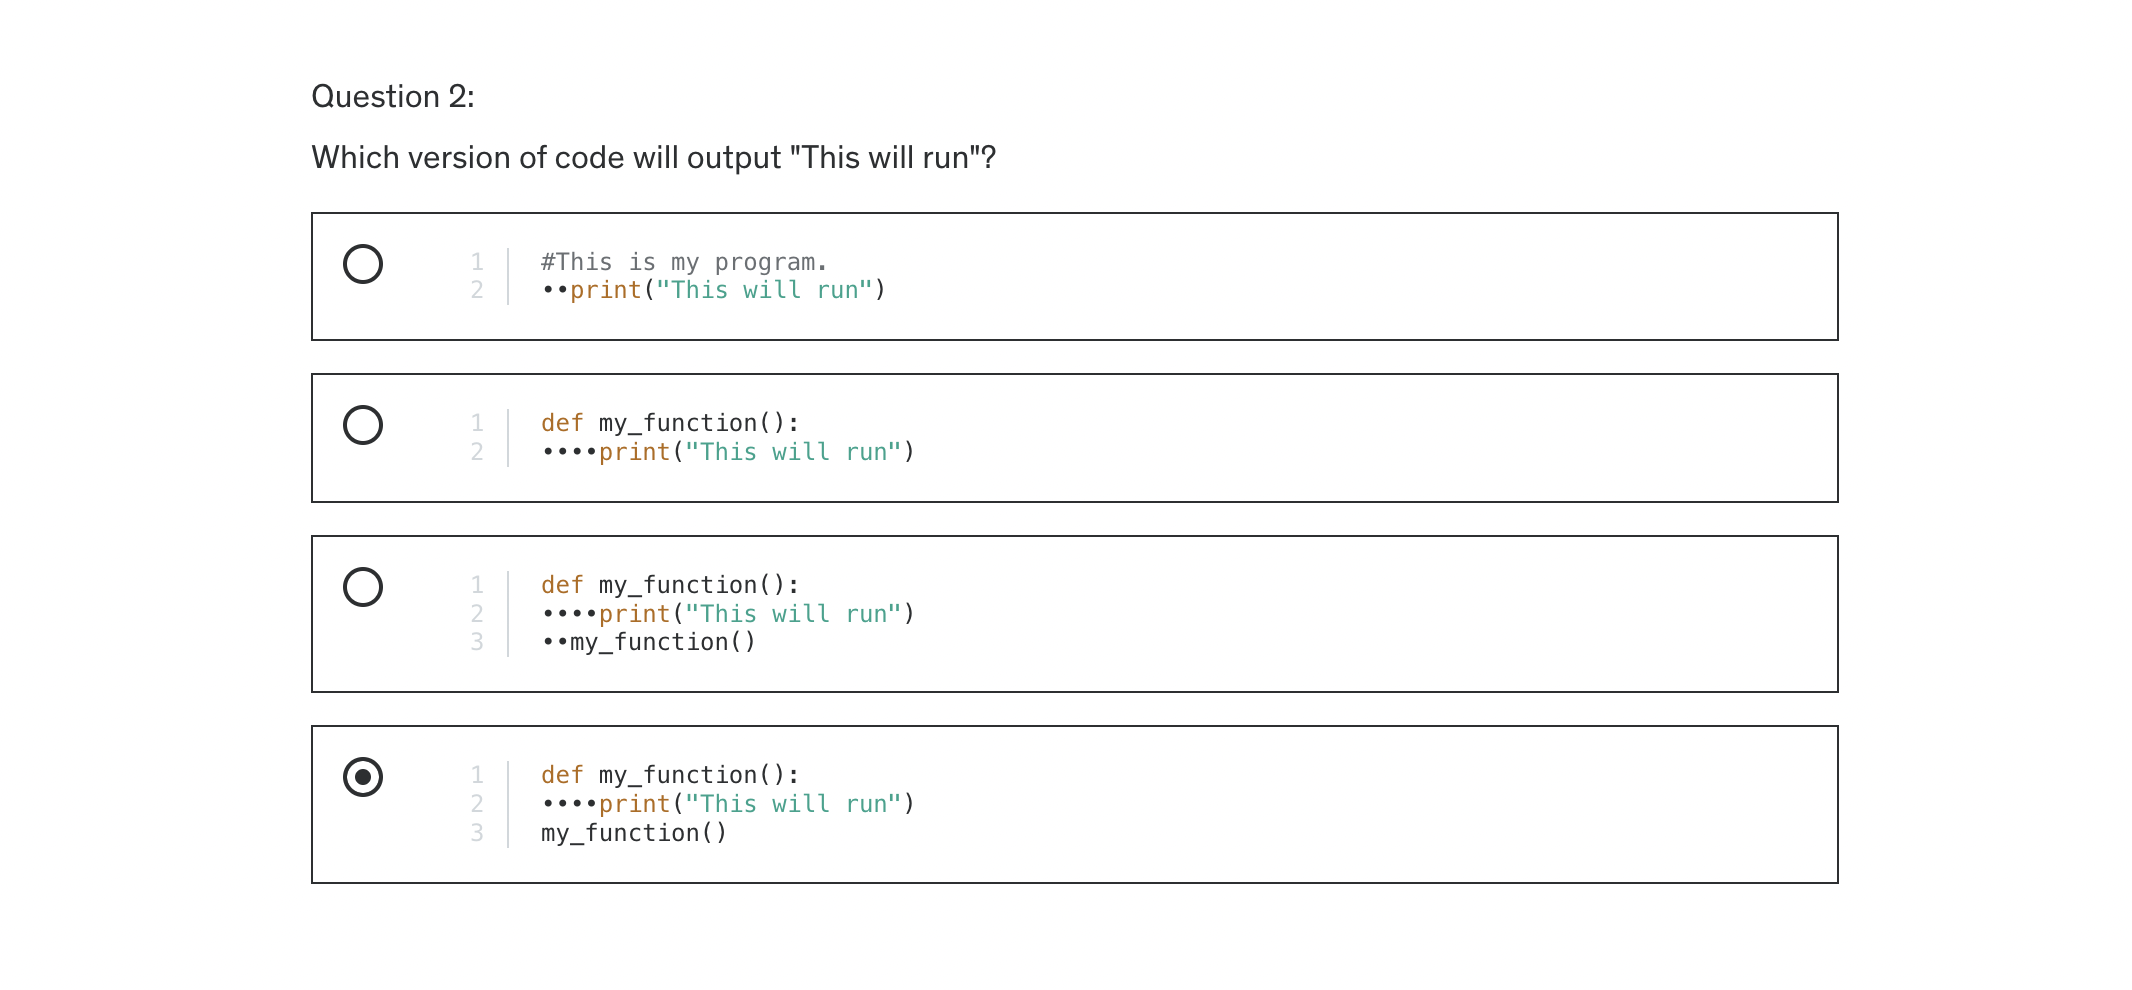 Question 2:
Which version of code will output "This will run"?
1 #This is my program.
2 ••print("This will run")
1 def my_function():
2 ••••print("This will run")
1 def my_function():
2 ••••print("This will run")
3 ••my_function()
1 def my_function():
2 ••••print("This will run")
3 my_function()